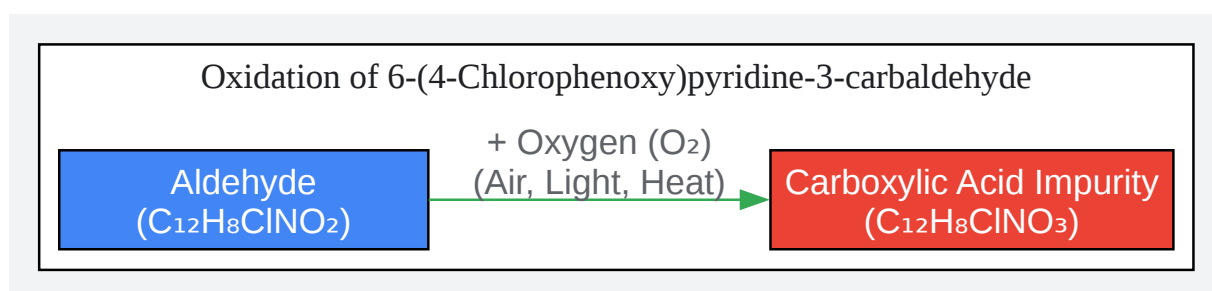 Oxidation of 6-(4-Chlorophenoxy)pyridine-3-carbaldehyde
+ Oxygen (O₂)
(Air, Light, Heat)
Aldehyde
(C₁₂H₈ClNO₂)
Carboxylic Acid Impurity
(C₁₂H₈ClNO₃)